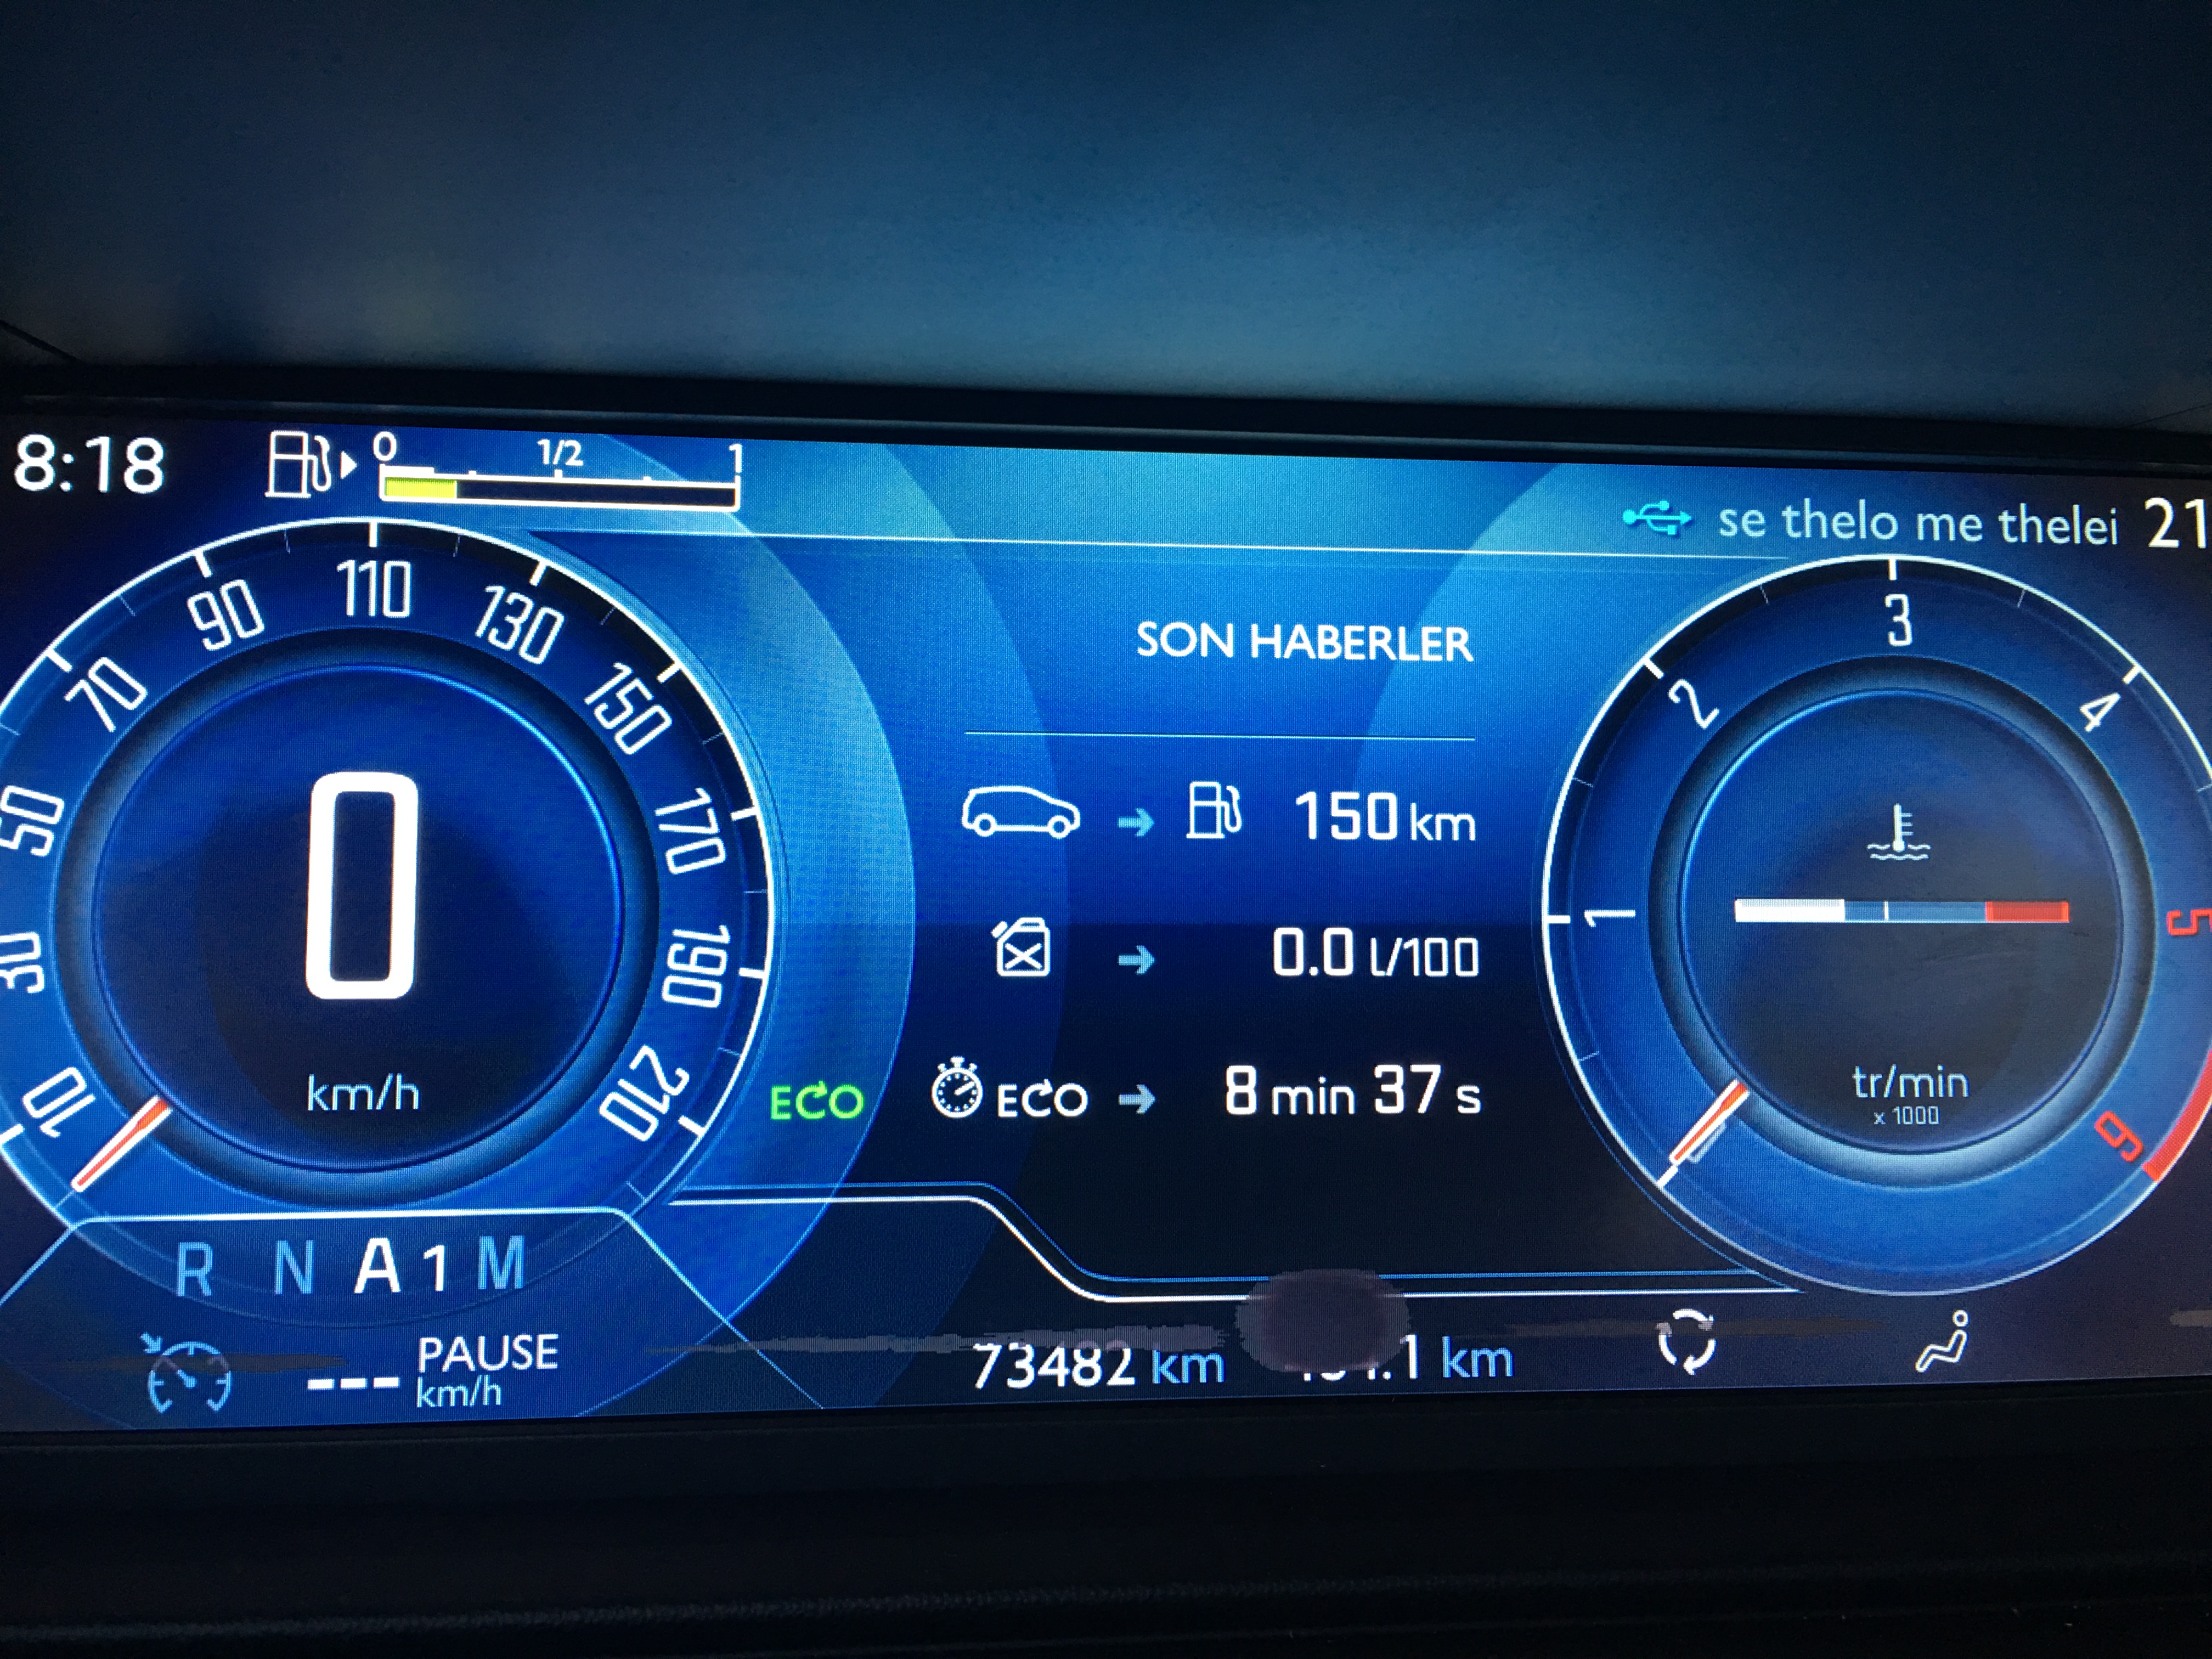 8:18
0 1/2 1
se thelo me thelei 21
10 30 50 70 90 110 130 150 170 190 210
0
km/h
SON HABERLER
150 km
0.0 l/100
ECO
ECO 8 min 37 s
1 2 3 4 5 6
tr/min
x 1000
R N A 1 M
PAUSE
km/h
73482 km
km